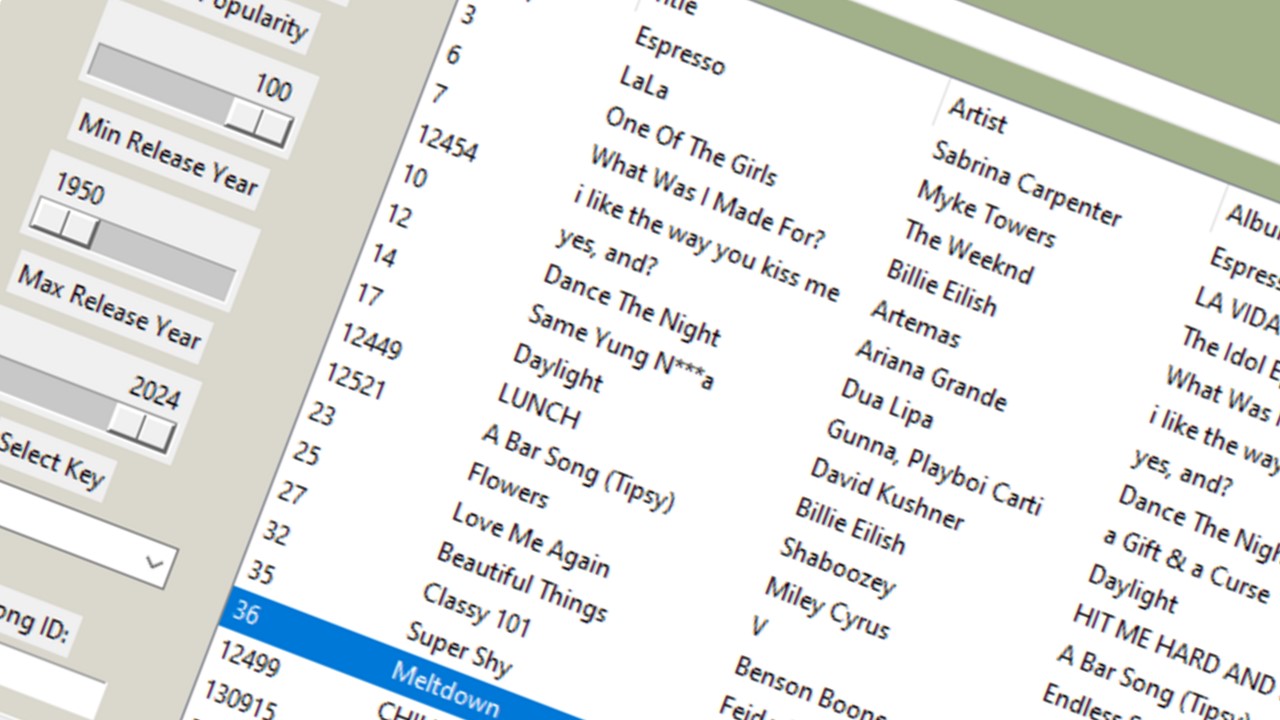 Popularity
100
Min Release Year
1950
Max Release Year
2024
Select Key
ong ID:
itle Artist Albu
Espresso Sabrina Carpenter Espress
3 LaLa Myke Towers LA VIDA
6 One Of The Girls The Weeknd The Idol E
7 What Was I Made For? Billie Eilish What Was I
12454 i like the way you kiss me Artemas i like the way
10 yes, and? Ariana Grande yes, and?
12 Dance The Night Dua Lipa Dance The Nigh
14 Same Yung N***a Gunna, Playboi Carti a Gift & a Curse
17 Daylight David Kushner Daylight
12449 LUNCH Billie Eilish HIT ME HARD AND
12521 A Bar Song (Tipsy) Shaboozey A Bar Song (Tipsy)
23 Flowers Miley Cyrus Endless
25 Love Me Again V
27 Beautiful Things Benson Boone
32 Classy 101 Feid
35 Super Shy
36 Meltdown
12499
130915